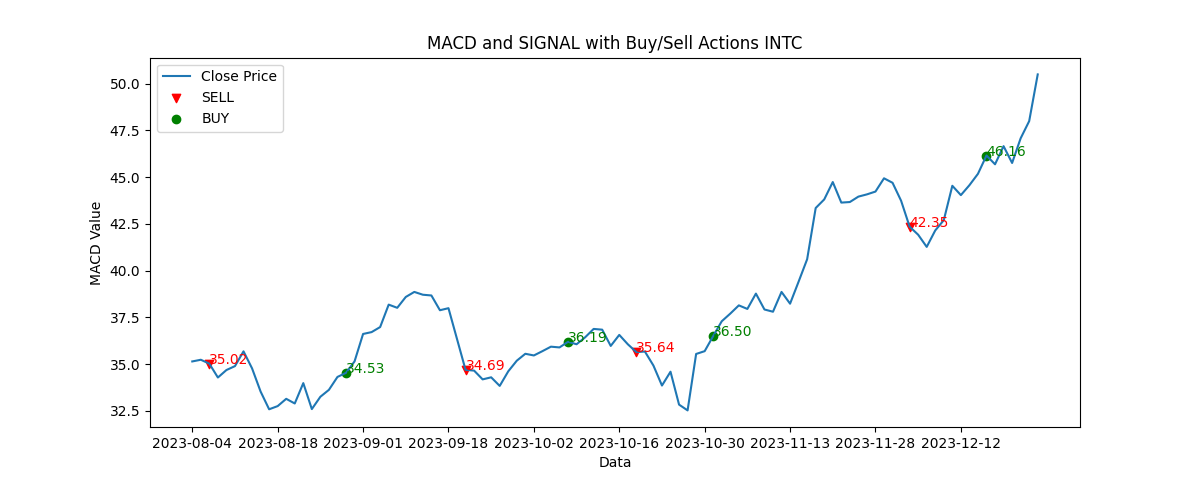 MACD and SIGNAL with Buy/Sell Actions INTC
Close Price
SELL
BUY
50.0
47.5
45.0
42.5
40.0
37.5
35.0
32.5
MACD Value
35.02
34.53
34.69
36.19
35.64
36.50
42.35
46.16
2023-08-04 2023-08-18 2023-09-01 2023-09-18 2023-10-02 2023-10-16 2023-10-30 2023-11-13 2023-11-28 2023-12-12
Data